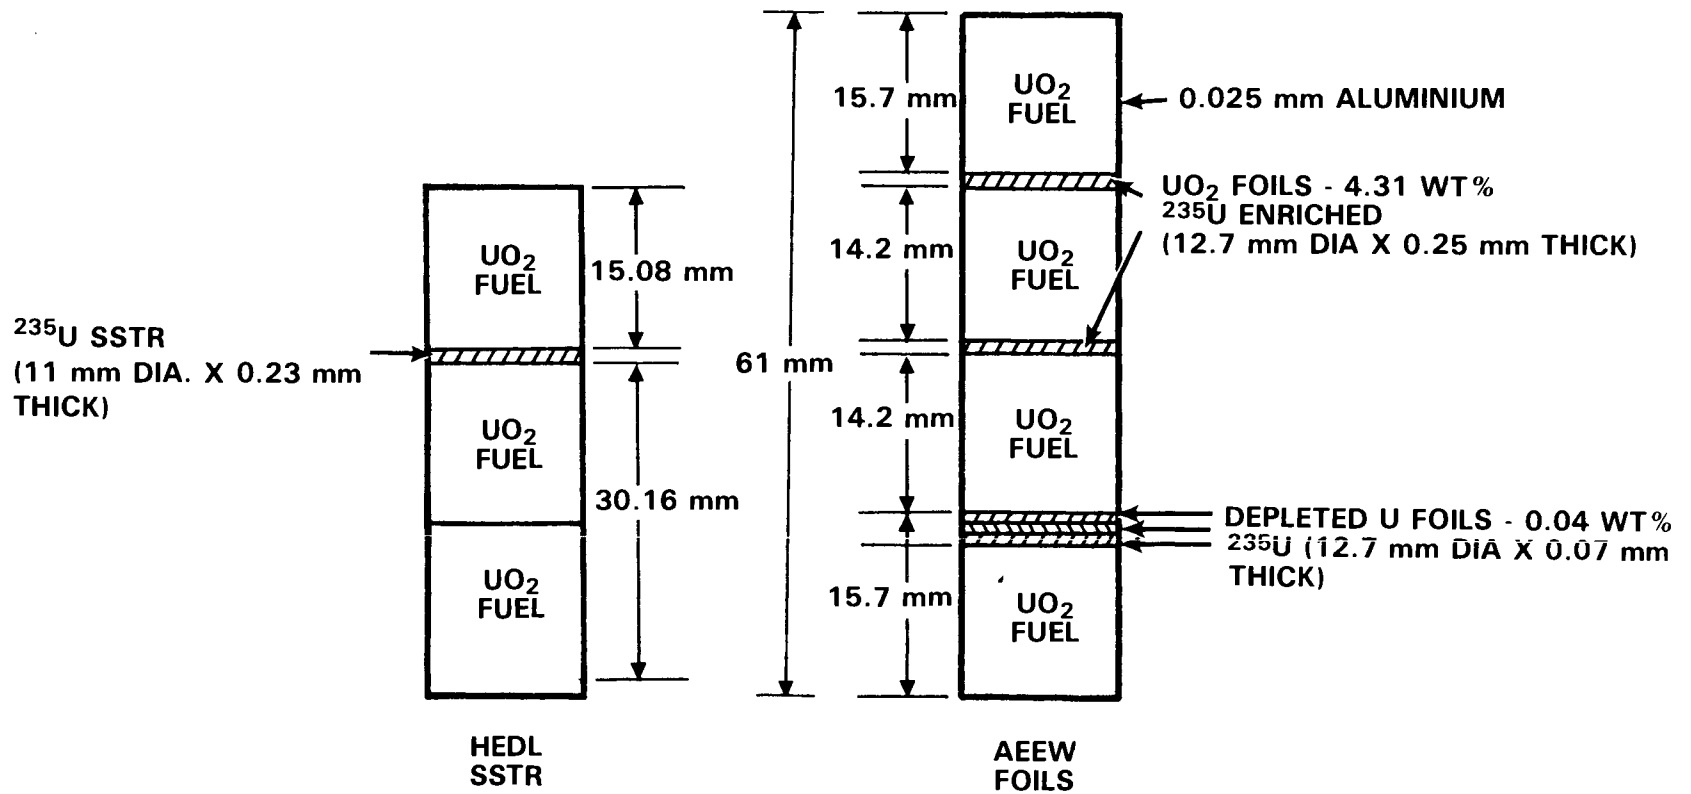 UO2
FUEL
15.08 mm
235U SSTR
(11 mm DIA. X 0.23 mm
THICK)
UO2
FUEL
30.16 mm
UO2
FUEL
HEDL
SSTR
61 mm
15.7 mm
UO2
FUEL
0.025 mm ALUMINIUM
UO2 FOILS - 4.31 WT%
235U ENRICHED
(12.7 mm DIA X 0.25 mm THICK)
14.2 mm
UO2
FUEL
14.2 mm
UO2
FUEL
DEPLETED U FOILS - 0.04 WT%
235U (12.7 mm DIA X 0.07 mm
THICK)
15.7 mm
UO2
FUEL
AEEW
FOILS